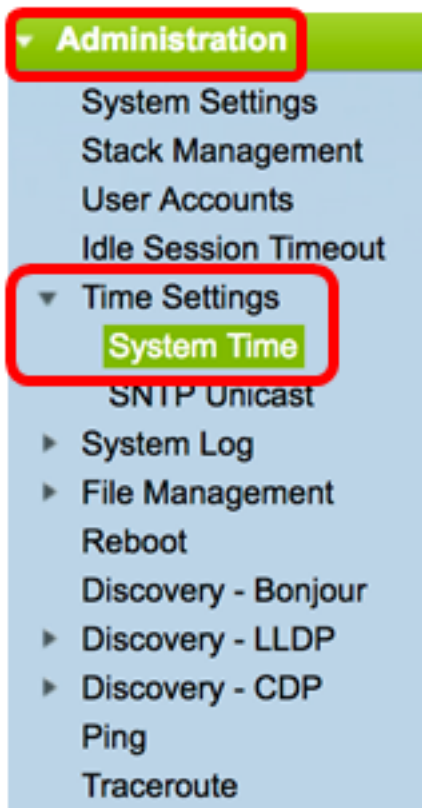 Administration
System Settings
Stack Management
User Accounts
Idle Session Timeout
Time Settings
System Time
SNTP Unicast
System Log
File Management
Reboot
Discovery - Bonjour
Discovery - LLDP
Discovery - CDP
Ping
Traceroute